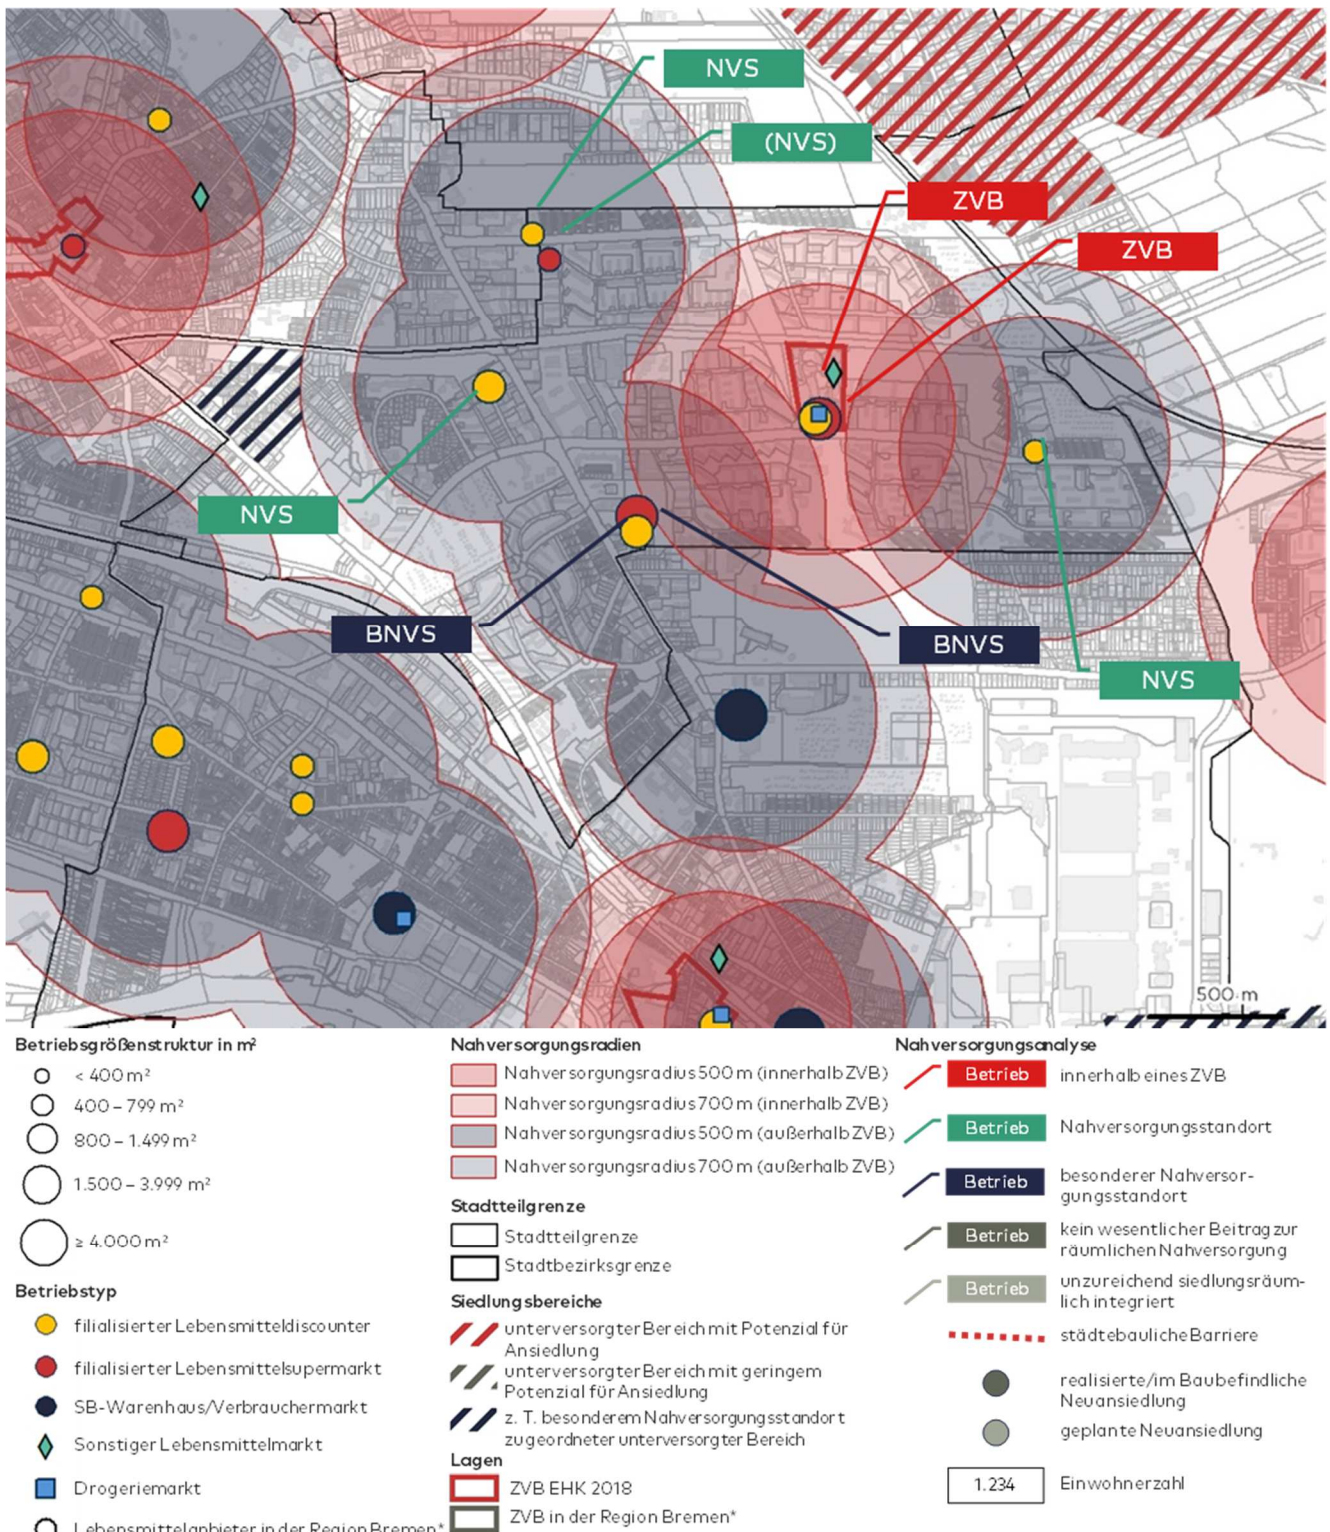 NVS
(NVS)
ZVB
ZVB
NVS
BNVS
BNVS
NVS
500 m
Betriebsgrößenstruktur in m²
< 400 m²
400 – 799 m²
800 – 1.499 m²
1.500 – 3.999 m²
≥ 4.000 m²
Betriebstyp
filialisierter Lebensmitteldiscounter
filialisierter Lebensmittelsupermarkt
SB-Warenhaus/Verbrauchermarkt
Sonstiger Lebensmittelmarkt
Drogeriemarkt
Lebensmittelanbieter in der Region Bremen*
Nahversorgungsradien
Nahversorgungsradius 500 m (innerhalb ZVB)
Nahversorgungsradius 700 m (innerhalb ZVB)
Nahversorgungsradius 500 m (außerhalb ZVB)
Nahversorgungsradius 700 m (außerhalb ZVB)
Stadtteilgrenze
Stadtteilgrenze
Stadtbezirksgrenze
Siedlungsbereiche
unterversorgter Bereich mit Potenzial für
Ansiedlung
unterversorgter Bereich mit geringem
Potenzial für Ansiedlung
z. T. besonderem Nahversorgungsstandort
zugeordneter unterversorgter Bereich
Lagen
ZVB EHK 2018
ZVB in der Region Bremen*
Nahversorgungsanalyse
Betrieb innerhalb eines ZVB
Betrieb Nahversorgungsstandort
Betrieb besonderer Nahversor-
gungsstandort
Betrieb kein wesentlicher Beitrag zur
räumlichen Nahversorgung
Betrieb unzureichend siedlungsräum-
lich integriert
städtebauliche Barriere
realisierte/im Bau befindliche
Neuansiedlung
geplante Neuansiedlung
1.234 Einwohnerzahl